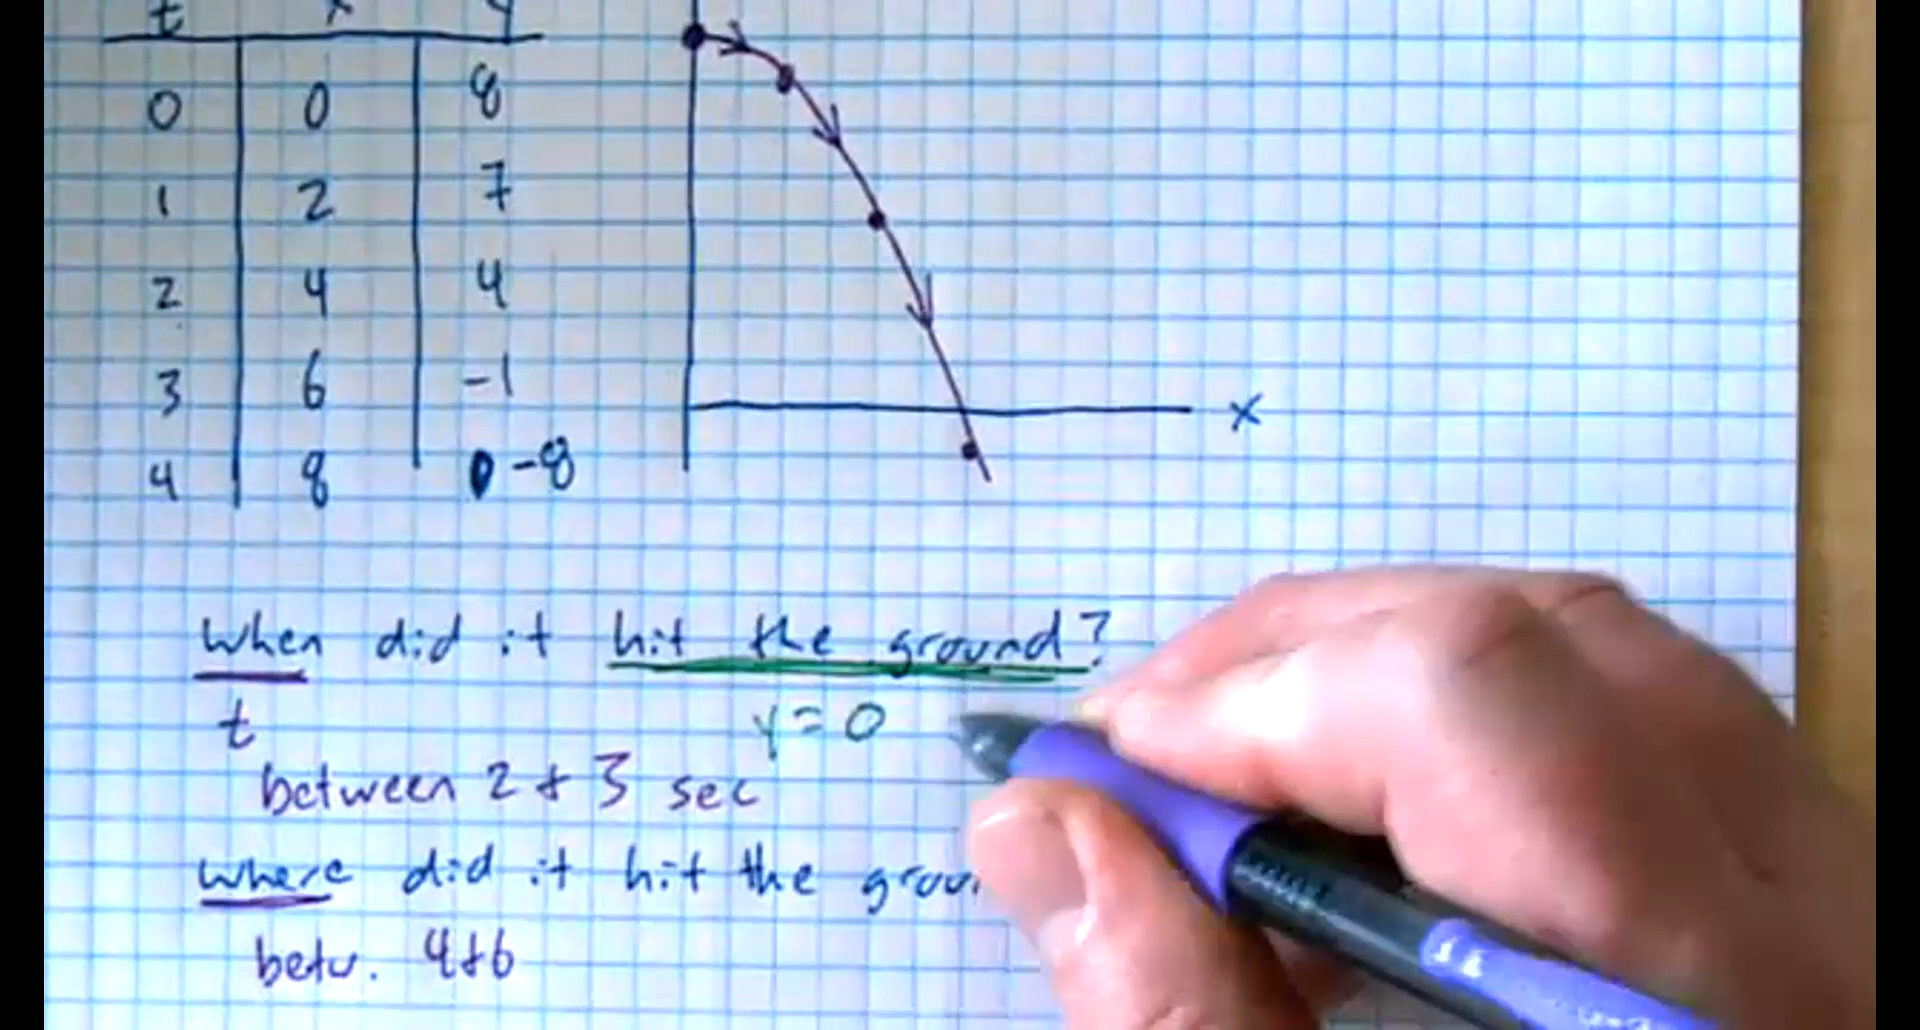 t x y
0 0 8
1 2 7
2 4 4
3 6 -1
x
4 8 -8
when did it hit the ground?
t y = 0
between 2 & 3 sec
where did it hit the
betw. 4 & 6